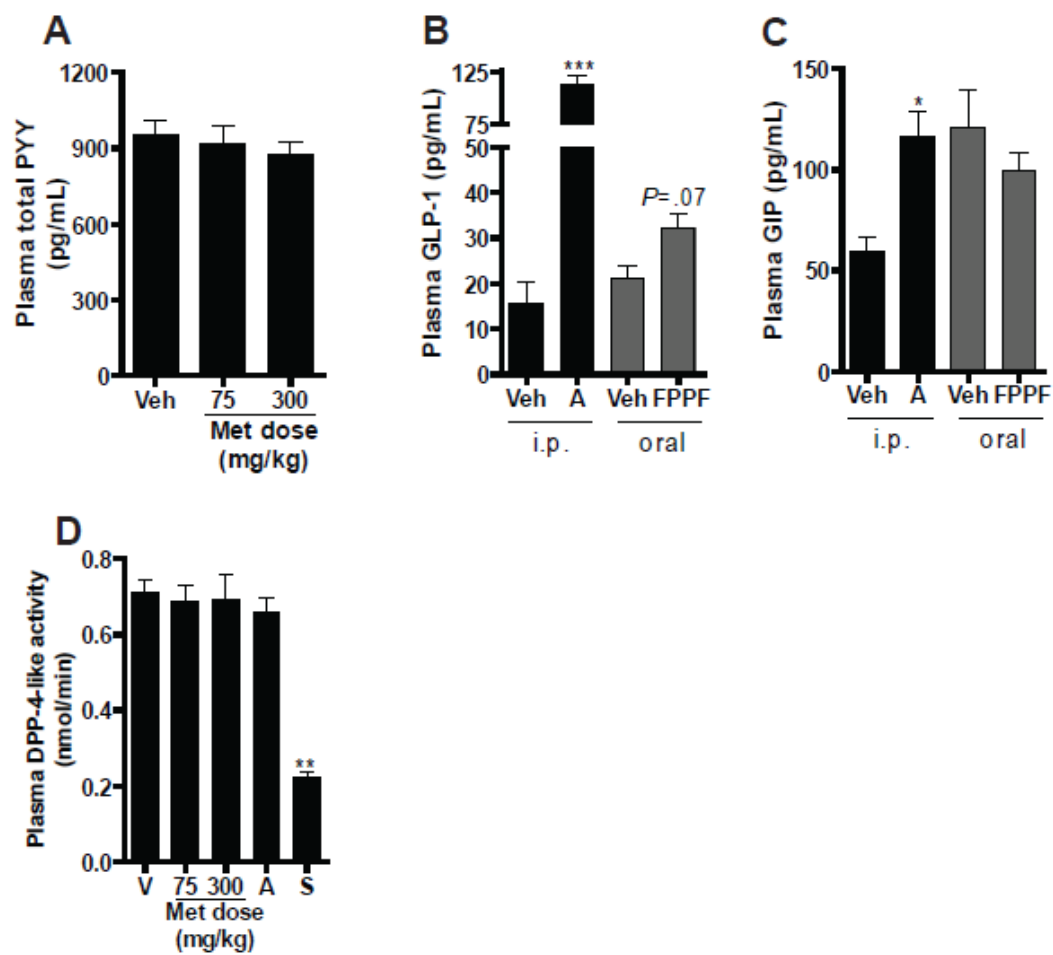 A
Plasma total PYY
(pg/mL)
1200
900
600
300
0
Veh 75 300
Met dose
(mg/kg)
B
Plasma GLP-1 (pg/mL)
125
75
50
40
30
20
10
0
***
P=.07
Veh A Veh FPPF
i.p. oral
C
Plasma GIP (pg/mL)
150
100
50
0
*
Veh A Veh FPPF
i.p. oral
D
Plasma DPP-4-like activity
(nmol/min)
0.8
0.6
0.4
0.2
0.0
**
V 75 300 A S
Met dose
(mg/kg)